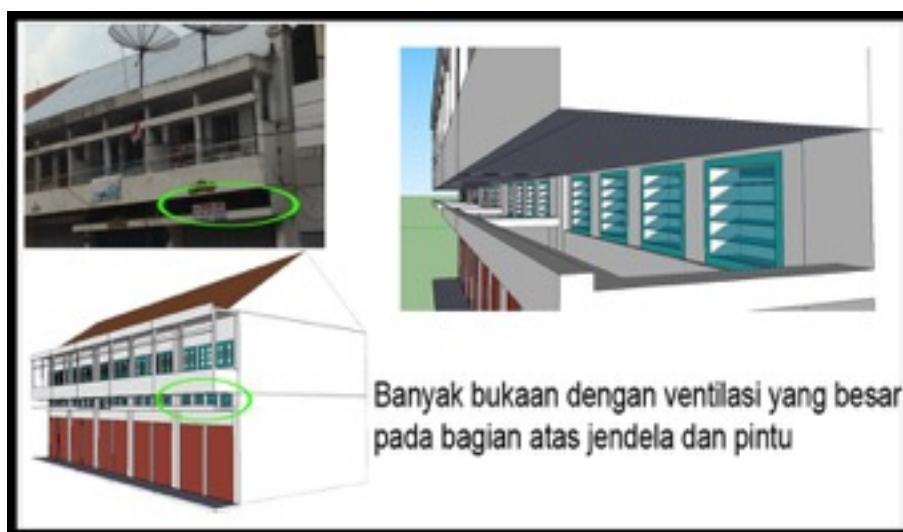 Banyak bukaan dengan ventilasi yang besar
pada bagian atas jendela dan pintu